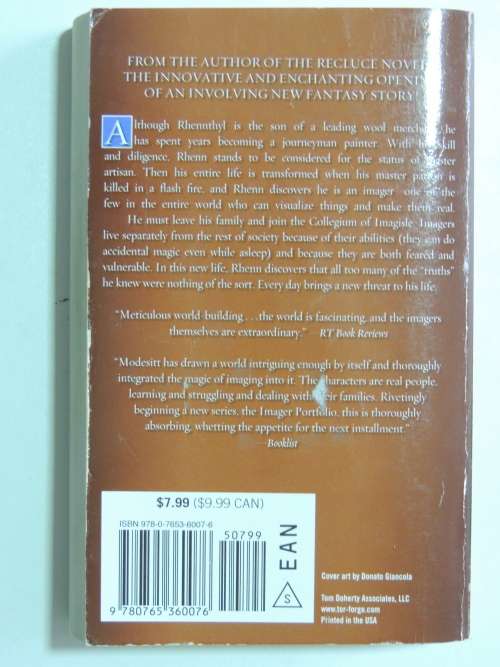 FROM THE AUTHOR OF THE RECLUCE NOVEL
THE INNOVATIVE AND ENCHANTING OPENING
OF AN INVOLVING NEW FANTASY STORY!
Although Rhennthyl is the son of a leading wool merchant, he
has spent years becoming a journeyman painter. With his skill
and diligence, Rhenn stands to be considered for the status of master
artisan. Then his entire life is transformed when his master patron is
killed in a flash fire, and Rhenn discovers he is an imager one of the
few in the entire world who can visualize things and make them real.
He must leave his family and join the Collegium of Imagisle. Imagers
live separately from the rest of society because of their abilities (they can do
accidental magic even while asleep) and because they are both feared and
vulnerable. In this new life, Rhenn discovers that all too many of the "truths"
he knew were nothing of the sort. Every day brings a new threat to his life.
"Meticulous world-building . . . the world is fascinating, and the imagers
themselves are extraordinary." —RT Book Reviews
"Modesitt has drawn a world intriguing enough by itself and thoroughly
integrated the magic of imaging into it. The characters are real people,
learning and struggling and dealing with their families. Rivetingly
beginning a new series, the Imager Portfolio, this is thoroughly
absorbing, whetting the appetite for the next installment."
—Booklist
$7.99 ($9.99 CAN)
ISBN 978-0-7653-6007-6
50799
9 780765 360076
S
EAN
Cover art by Donato Giancola
Tom Doherty Associates, LLC
www.tor-forge.com
Printed in the USA